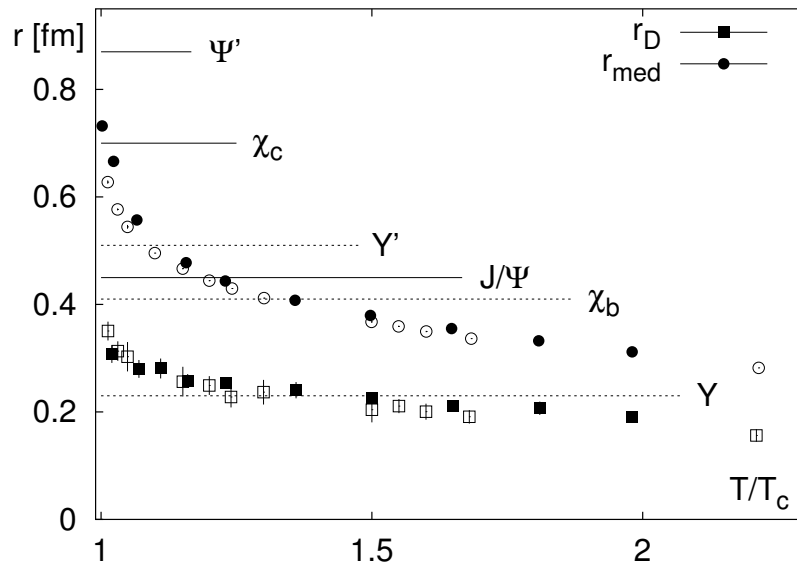 r [fm]
r_D
r_med
Ψ'
0.8
χ_c
0.6
Y'
J/Ψ
0.4
χ_b
Y
0.2
T/T_c
0
1
1.5
2